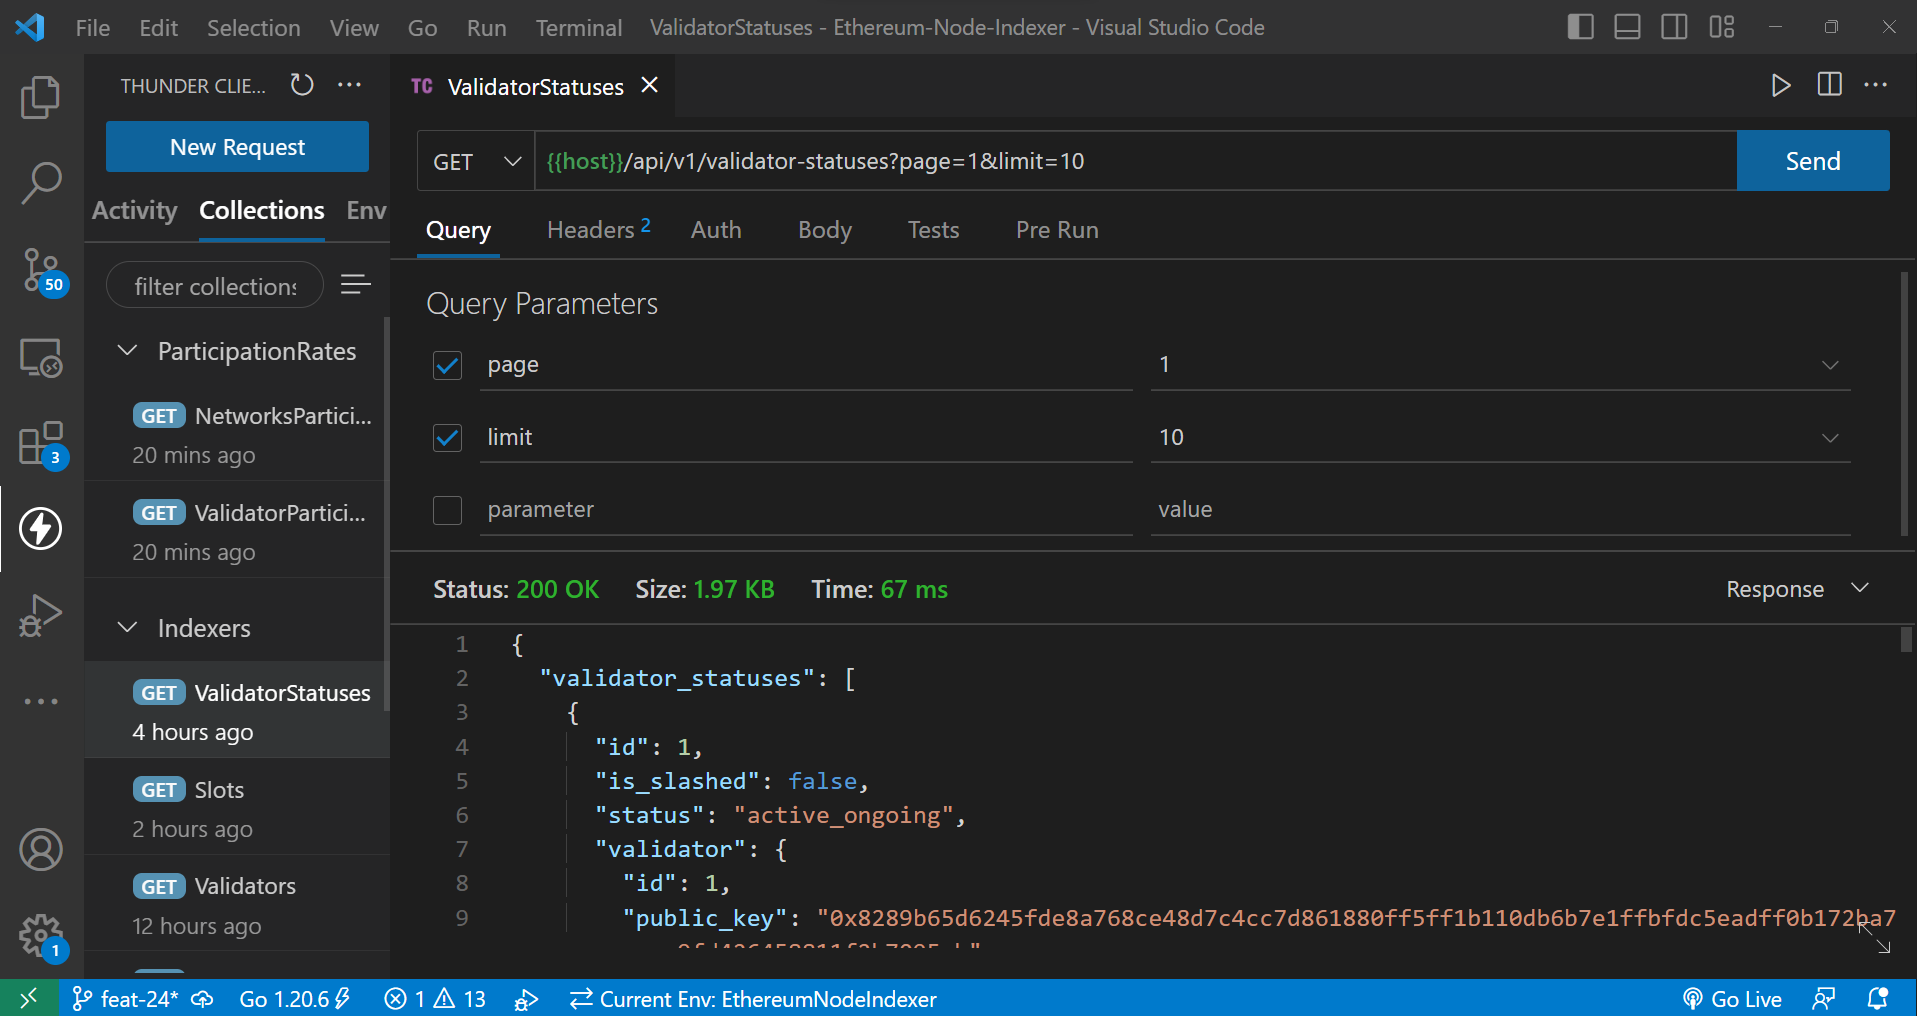 File Edit Selection View Go Run Terminal ValidatorStatuses - Ethereum-Node-Indexer - Visual Studio Code
THUNDER CLIE...
New Request
Activity Collections Env
filter collections
ParticipationRates
GET NetworksPartici...
20 mins ago
GET ValidatorPartici...
20 mins ago
Indexers
GET ValidatorStatuses
4 hours ago
GET Slots
2 hours ago
GET Validators
12 hours ago
50
3
1
TC ValidatorStatuses
GET {{host}}/api/v1/validator-statuses?page=1&limit=10 Send
Query Headers 2 Auth Body Tests Pre Run
Query Parameters
page 1
limit 10
parameter value
Status: 200 OK Size: 1.97 KB Time: 67 ms Response
1 {
2 "validator_statuses": [
3 {
4 "id": 1,
5 "is_slashed": false,
6 "status": "active_ongoing",
7 "validator": {
8 "id": 1,
9 "public_key": "0x8289b65d6245fde8a768ce48d7c4cc7d861880ff5ff1b110db6b7e1ffbfdc5eadff0b172ba7
feat-24* Go 1.20.6 1 13 Current Env: EthereumNodeIndexer Go Live